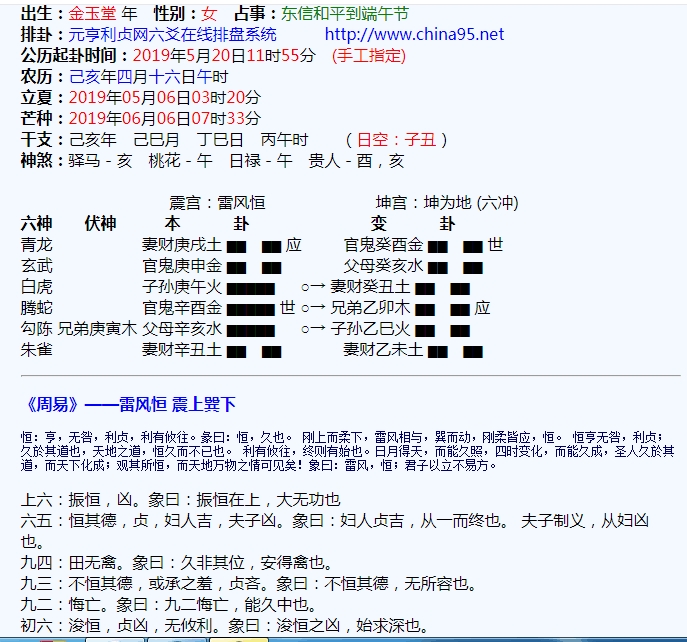 出生：金玉堂 年 性别：女 占事：东信和平到端午节
排卦：元亨利贞网六爻在线排盘系统 http://www.china95.net
公历起卦时间：2019年5月20日11时55分 (手工指定)
农历：己亥年四月十六日午时
立夏：2019年05月06日03时20分
芒种：2019年06月06日07时33分
干支：己亥年 己巳月 丁巳日 丙午时 （日空：子丑）
神煞：驿马－亥 桃花－午 日禄－午 贵人－酉，亥
震宫：雷风恒 坤宫：坤为地 (六冲)
六神 伏神 本 卦 变 卦
青龙 妻财庚戌土 应 官鬼癸酉金 世
玄武 官鬼庚申金 父母癸亥水
白虎 子孙庚午火 ○→ 妻财癸丑土
腾蛇 官鬼辛酉金 世 ○→ 兄弟乙卯木 应
勾陈 兄弟庚寅木 父母辛亥水 ○→ 子孙乙巳火
朱雀 妻财辛丑土 妻财乙未土
《周易》——雷风恒 震上巽下
恒：亨，无咎，利贞，利有攸往。彖曰：恒，久也。 刚上而柔下，雷风相与，巽而动，刚柔皆应，恒。 恒亨无咎，利贞；
久於其道也，天地之道，恒久而不已也。 利有攸往，终则有始也。日月得天，而能久照，四时变化，而能久成，圣人久於其
道，而天下化成；观其所恒，而天地万物之情可见矣！象曰：雷风，恒；君子以立不易方。
上六：振恒，凶。象曰：振恒在上，大无功也
六五：恒其德，贞，妇人吉，夫子凶。象曰：妇人贞吉，从一而终也。 夫子制义，从妇凶
也。
九四：田无禽。象曰：久非其位，安得禽也。
九三：不恒其德，或承之羞，贞吝。象曰：不恒其德，无所容也。
九二：悔亡。象曰：九二悔亡，能久中也。
初六：浚恒，贞凶，无攸利。象曰：浚恒之凶，始求深也。